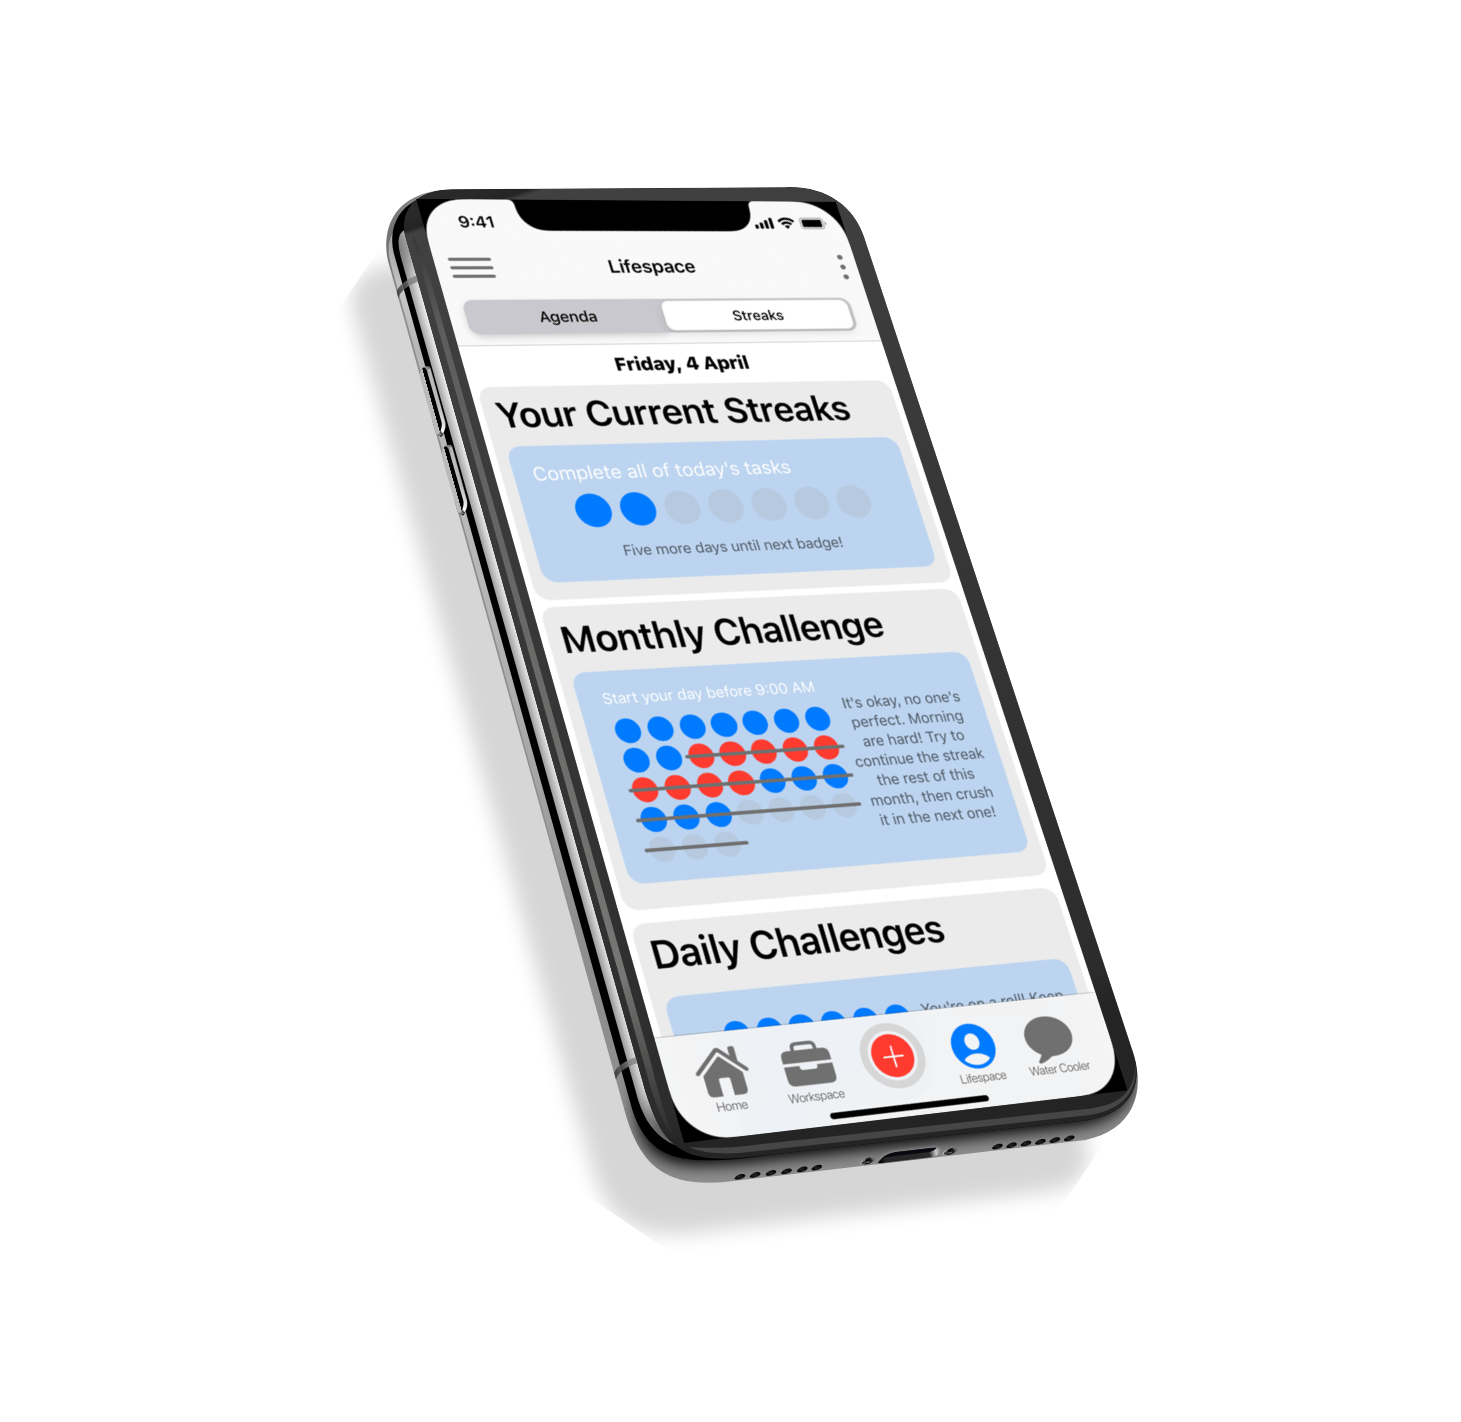 9:41
Lifespace
Agenda
Streaks
Friday, 4 April
Your Current Streaks
Complete all of today's tasks
Five more days until next badge!
Monthly Challenge
Start your day before 9:00 AM
It's okay, no one's
perfect. Morning
are hard! Try to
continue the streak
the rest of this
month, then crush
it in the next one!
Daily Challenges
You're on a roll! Keep
Home
Workspace
Lifespace
Water Cooler